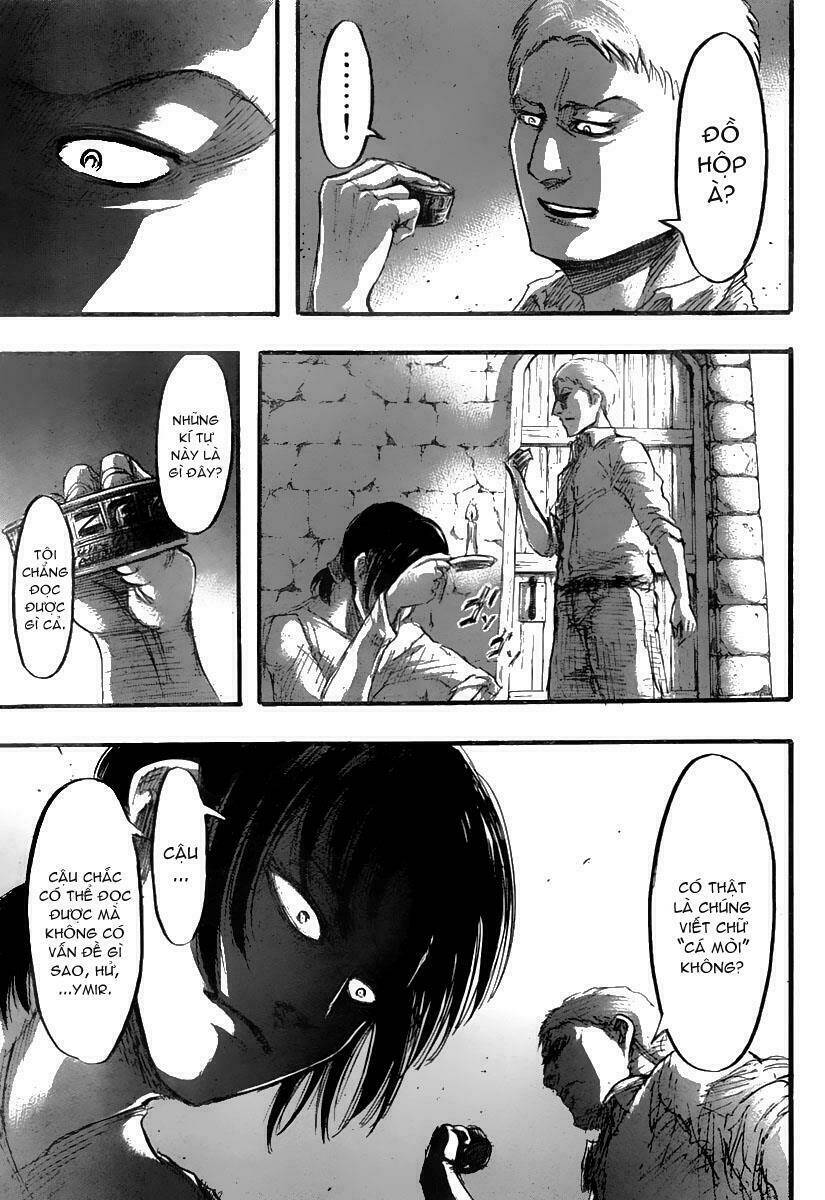 ĐỒ
HỘP
À?
......!
NHỮNG
KÍ TỰ
NÀY LÀ
GÌ ĐÂY?
TÔI
CHẲNG
ĐỌC
ĐƯỢC
GÌ CẢ.
CÓ THẬT
LÀ CHÚNG
VIẾT CHỮ
“CÁ MÒI”
KHÔNG?
CẬU
...
CẬU CHẮC
CÓ THỂ ĐỌC
ĐƯỢC MÀ
KHÔNG CÓ
VẤN ĐỀ GÌ
SAO, HỬ,
...YMIR.